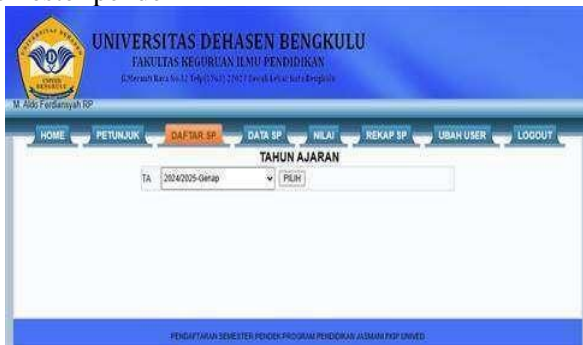 UNIVERSITAS DEHASEN BENGKULU
FAKULTAS KEGURUAN ILMU PENDIDIKAN
M. Aldo Ferdiansyah RP
HOME PETUNJUK DAFTAR SP DATA SP NILAI REKAP SP UBAH USER LOGOUT
TAHUN AJARAN
TA 2024/2025-Genap PILIH
PENDAFTARAN SEMESTER PENDEK PROGRAM PENDIDIKAN JASMANI FKIP UNIVED